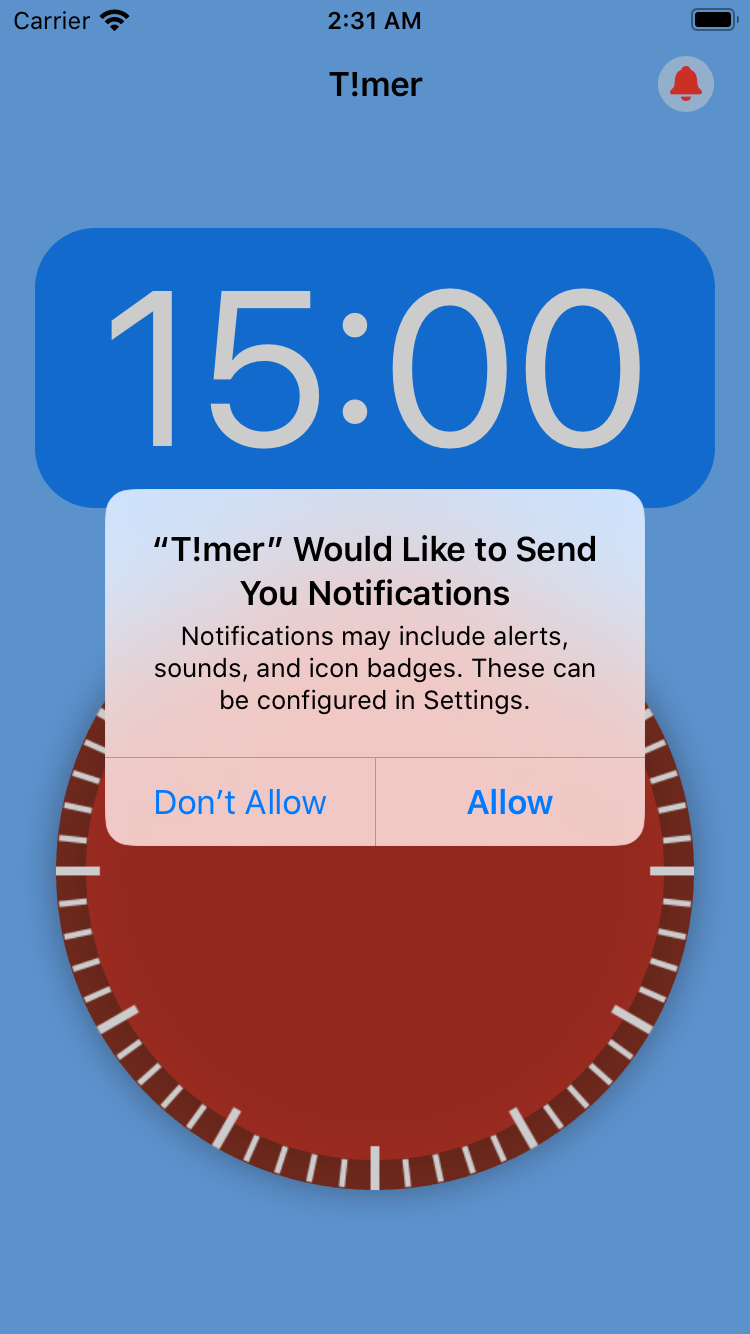 Carrier 2:31 AM
T!mer
15:00
“T!mer” Would Like to Send
You Notifications
Notifications may include alerts,
sounds, and icon badges. These can
be configured in Settings.
Don’t Allow Allow